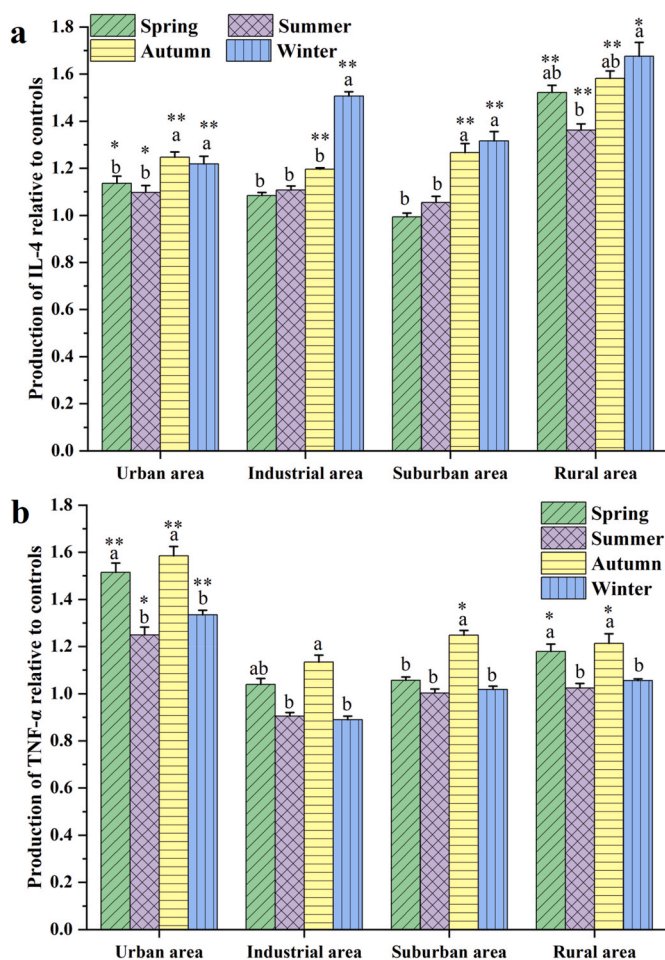 a
Spring Summer
Autumn Winter
Production of IL-4 relative to controls
1.8
1.6
1.4
1.2
1.0
0.8
0.6
0.4
0.2
0.0
* * ** **
b b a a
** **
b b b a
** **
b b a a
** ** ** *
ab b ab a
Urban area Industrial area Suburban area Rural area
b
Spring
Summer
Autumn
Winter
Production of TNF-α relative to controls
1.8
1.6
1.4
1.2
1.0
0.8
0.6
0.4
0.2
0.0
** * ** **
a b a b
ab b a b
*
b b a b
* *
a b a b
Urban area Industrial area Suburban area Rural area